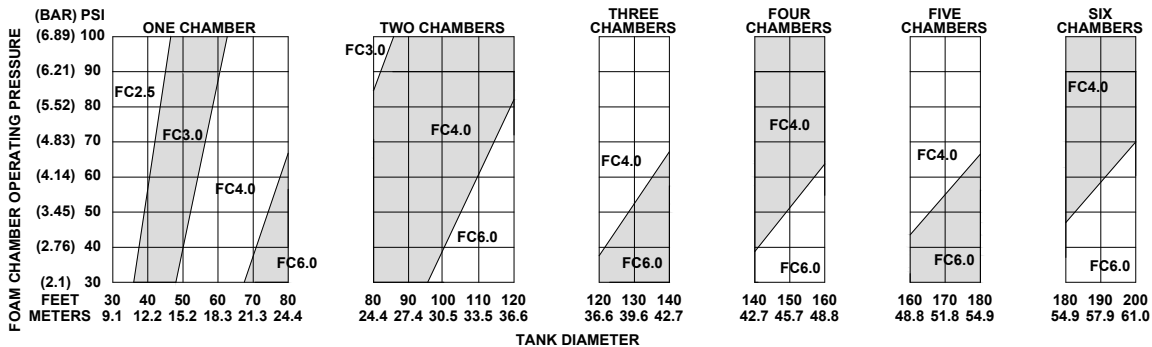 FOAM CHAMBER OPERATING PRESSURE
(BAR) PSI
(6.89) 100
(6.21) 90
(5.52) 80
(4.83) 70
(4.14) 60
(3.45) 50
(2.76) 40
(2.1) 30
FEET
METERS
ONE CHAMBER
FC2.5
FC3.0
FC4.0
FC6.0
30 40 50 60 70 80
9.1 12.2 15.2 18.3 21.3 24.4
TWO CHAMBERS
FC3.0
FC4.0
FC6.0
80 90 100 110 120
24.4 27.4 30.5 33.5 36.6
THREE
CHAMBERS
FC4.0
FC6.0
120 130 140
36.6 39.6 42.7
FOUR
CHAMBERS
FC4.0
FC6.0
140 150 160
42.7 45.7 48.8
FIVE
CHAMBERS
FC4.0
FC6.0
160 170 180
48.8 51.8 54.9
SIX
CHAMBERS
FC4.0
FC6.0
180 190 200
54.9 57.9 61.0
TANK DIAMETER